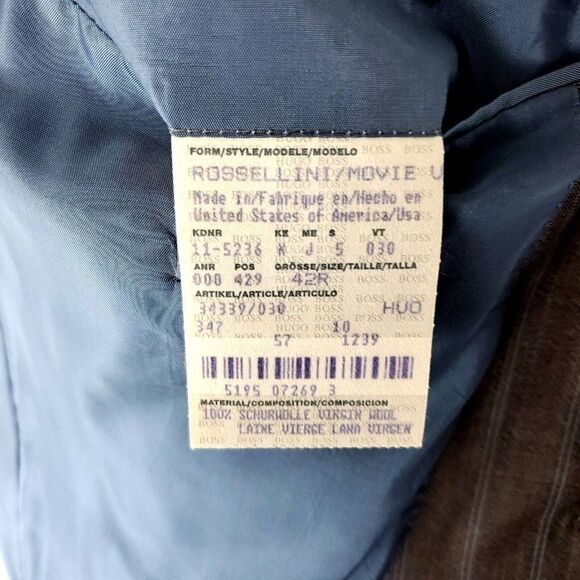 FORM/STYLE/MODELE/MODELO
ROSSELLINI/MOVIE V
Made in/Fabrique en/Hecho en
United States of America/Usa
KDNR KE ME S VT
11-5236 K J 5 030
ANR POS GRÖSSE/SIZE/TAILLE/TALLA
000 429 42R
ARTIKEL/ARTICLE/ARTICULO
34339/030 HVO
347 10
57 1239
5195 07269 3
MATERIAL/COMPOSITION/COMPOSICION
100% SCHURWOLLE VIRGIN WOOL
LAINE VIERGE LANA VIRGEN